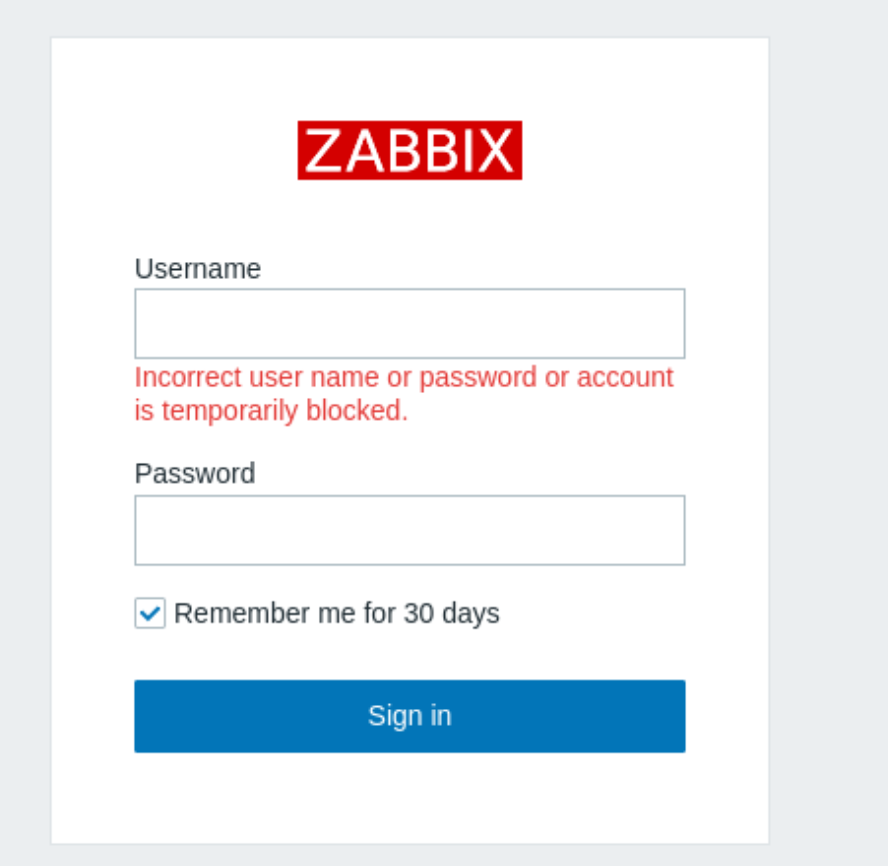 ZABBIX
Username
Incorrect user name or password or account
is temporarily blocked.
Password
Remember me for 30 days
Sign in